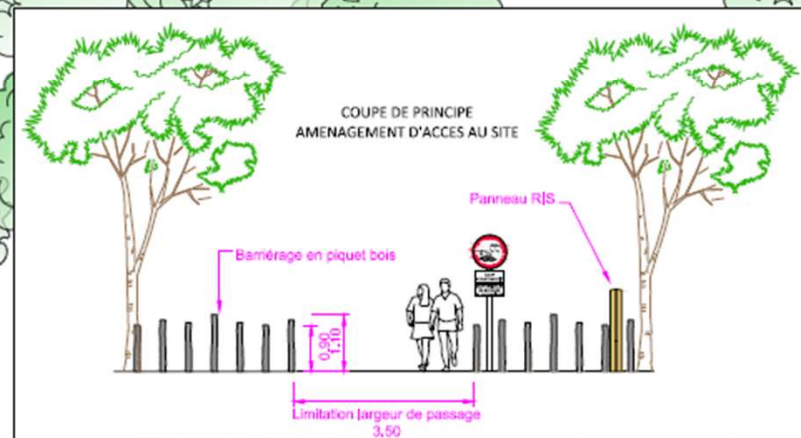 COUPE DE PRINCIPE
AMENAGEMENT D'ACCES AU SITE
Panneau RIS
Barriérage en piquet bois
0,90
1,10
Limitation largeur de passage
3,50